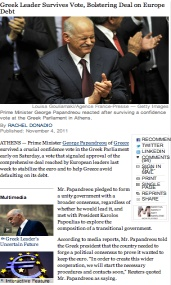 Greek Leader Survives Vote, Bolstering Deal on Europe
Debt
Louisa Gouliamaki/Agence France-Presse — Getty Images
Prime Minister George Papandreou reacted after surviving a confidence
vote at the Greek Parliament in Athens.
By RACHEL DONADIO
Published: November 4, 2011
RECOMMEND
TWITTER
LINKEDIN
COMMENTS
SIGN IN
MAIL
PRINT
SINGLE
PAGE
REPRINTS
SHARE
ATHENS — Prime Minister George Papandreou of Greece
survived a crucial confidence vote in the Greek Parliament
early on Saturday, a vote that signaled approval of the
comprehensive deal reached by European leaders last
week to stabilize the euro and to help Greece avoid
defaulting on its debt.
Multimedia
Greek Leader's
Uncertain Future
Interactive Feature
Mr. Papandreou pledged to form
a unity government with a
broader consensus, regardless of
whether he would lead it, and
met with President Karolos
Papoulias to explore the
composition of a transitional government.
According to media reports, Mr. Papandreou told
the Greek president that the country needed to
forge a political consensus to prove it wanted to
keep the euro. "In order to create this wider
cooperation, we will start the necessary
procedures and contacts soon," Reuters quoted
Mr. Papandreou as saying.